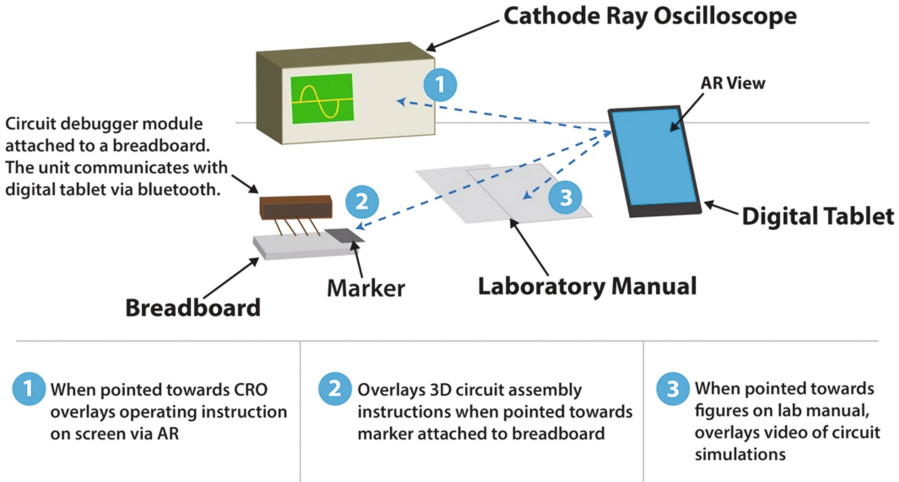 Cathode Ray Oscilloscope
1
AR View
Circuit debugger module
attached to a breadboard.
The unit communicates with
digital tablet via bluetooth.
2
3
Digital Tablet
Laboratory Manual
Marker
Breadboard
1
When pointed towards CRO
overlays operating instruction
on screen via AR
2
Overlays 3D circuit assembly
instructions when pointed towards
marker attached to breadboard
3
When pointed towards
figures on lab manual,
overlays video of circuit
simulations